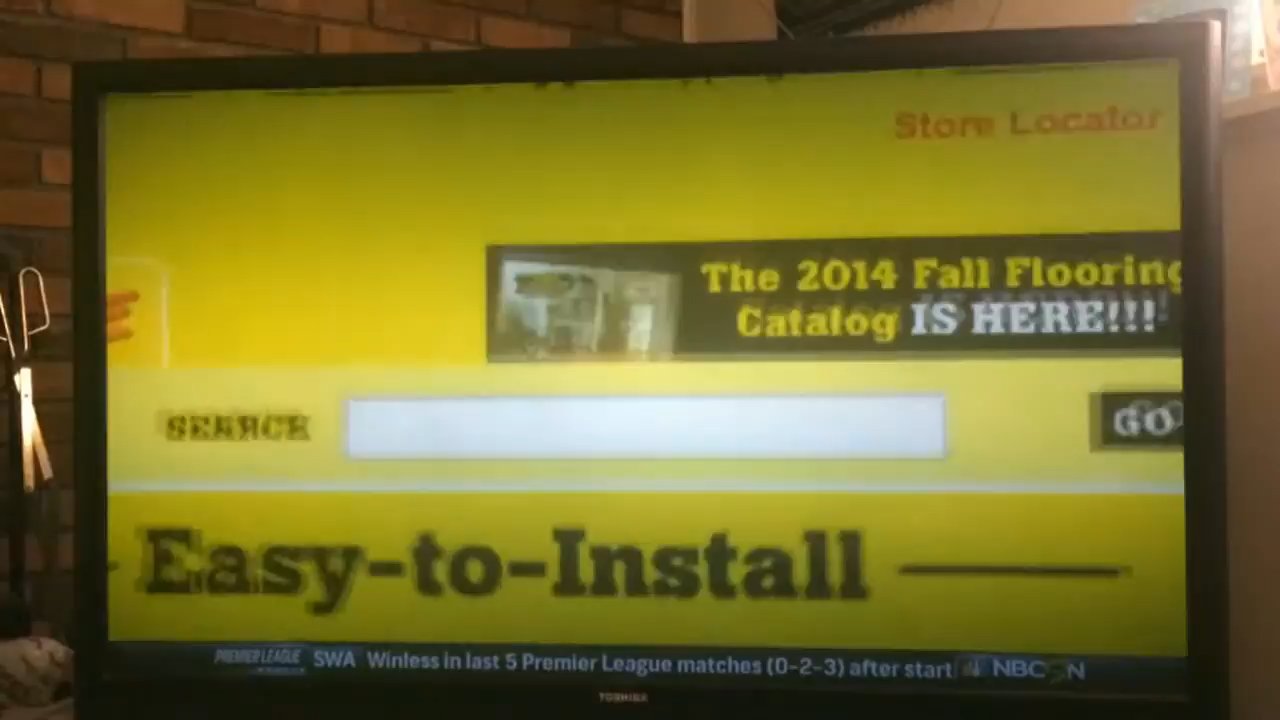 Store Locator
The 2014 Fall Flooring
Catalog IS HERE!!!
SEARCH
GO
Easy-to-Install
PREMIER LEAGUE SWA Winless in last 5 Premier League matches (0-2-3) after start NBCSN
TOSHIBA